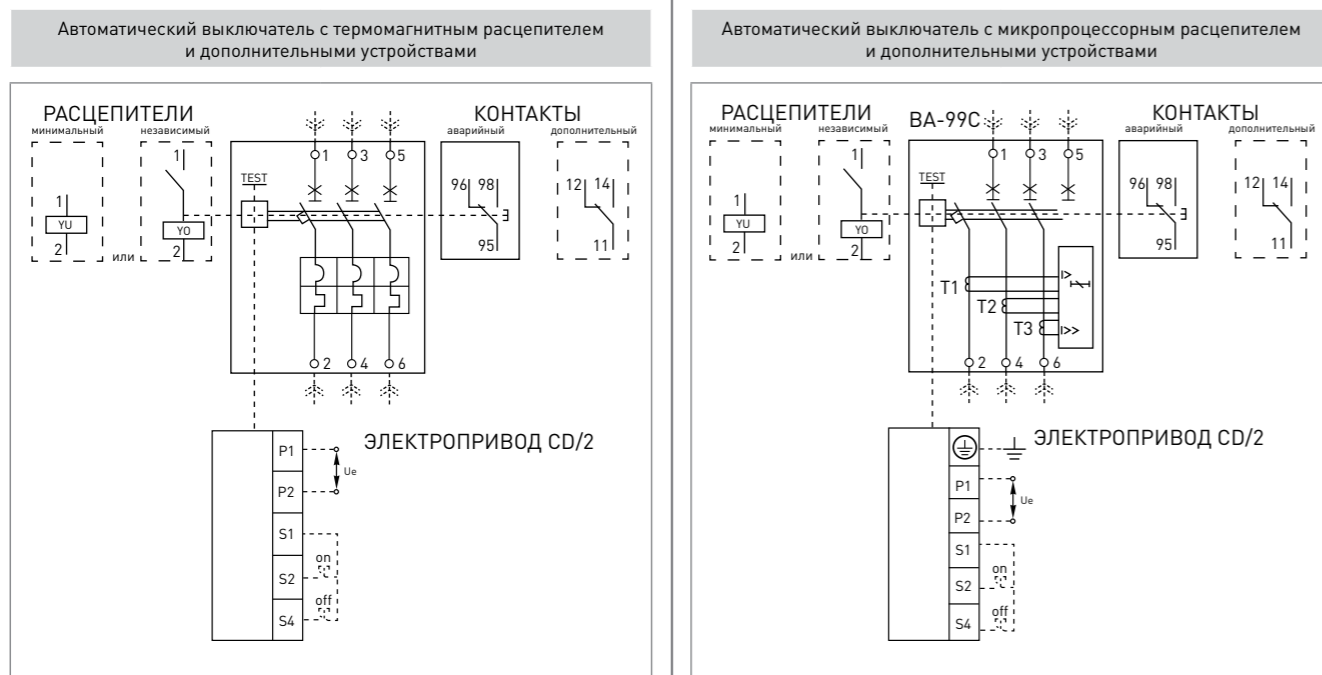 Автоматический выключатель с термомагнитным расцепителем
и дополнительными устройствами
РАСЦЕПИТЕЛИ
КОНТАКТЫ
минимальный
независимый
аварийный
дополнительный
1
3
5
1
TEST
96
98
12
14
1
YU
YO
2
или
2
95
11
2
4
6
ЭЛЕКТРОПРИВОД CD/2
P1
Ue
P2
S1
on
S2
off
S4
Автоматический выключатель с микропроцессорным расцепителем
и дополнительными устройствами
РАСЦЕПИТЕЛИ
ВА-99С
КОНТАКТЫ
минимальный
независимый
аварийный
дополнительный
1
3
5
1
TEST
96
98
12
14
1
YU
YO
2
или
2
95
11
I>
T1
T2
T3
I>>
2
4
6
ЭЛЕКТРОПРИВОД CD/2
P1
Ue
P2
S1
on
S2
off
S4